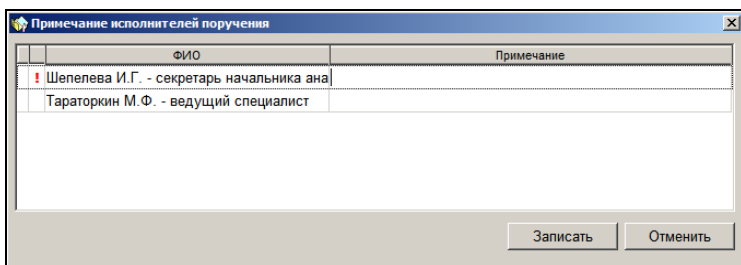 Примечание исполнителей поручения
ФИО Примечание
! Шепелева И.Г. - секретарь начальника ана
Тараторкин М.Ф. - ведущий специалист
Записать Отменить